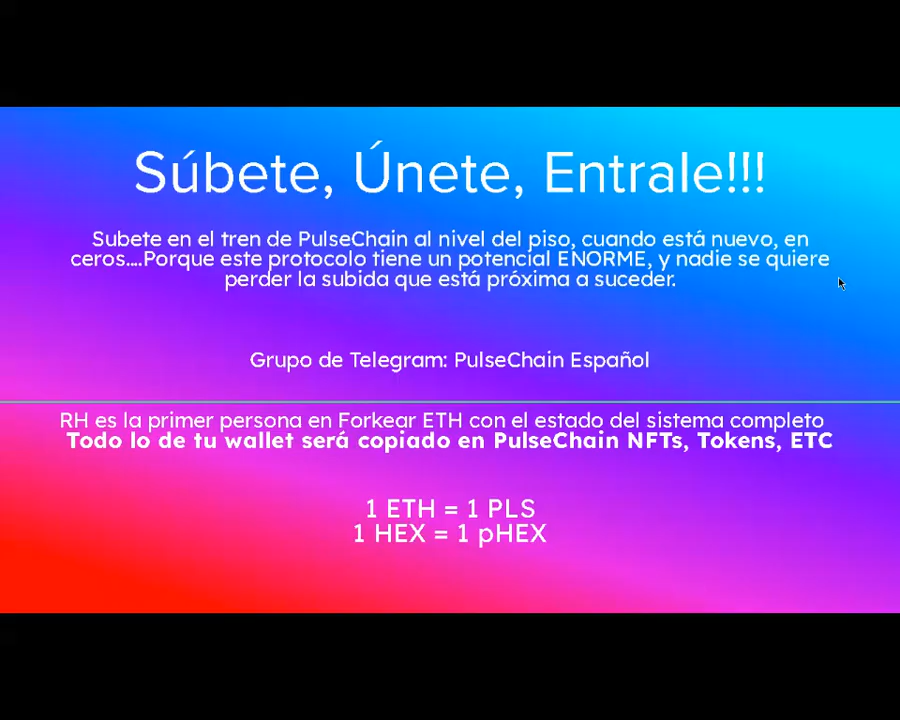 Súbete, Únete, Entrale!!!
Subete en el tren de PulseChain al nivel del piso, cuando está nuevo, en
ceros....Porque este protocolo tiene un potencial ENORME, y nadie se quiere
perder la subida que está próxima a suceder.
Grupo de Telegram: PulseChain Español
RH es la primer persona en Forkear ETH con el estado del sistema completo
Todo lo de tu wallet será copiado en PulseChain NFTs, Tokens, ETC
1 ETH = 1 PLS
1 HEX = 1 pHEX